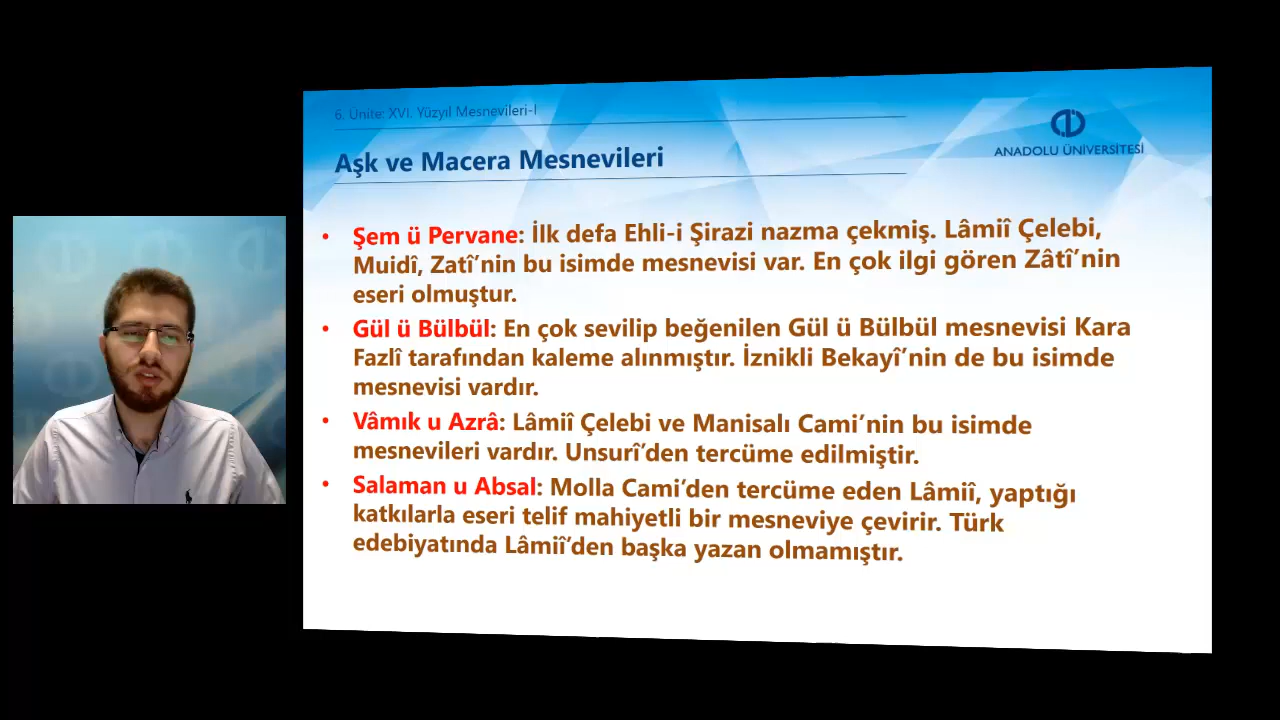 6. Ünite: XVI. Yüzyıl Mesnevileri-I
ANADOLU ÜNİVERSİTESİ
Aşk ve Macera Mesnevileri
• Şem ü Pervane: İlk defa Ehli-i Şirazi nazma çekmiş. Lâmiî Çelebi,
Muidî, Zatî’nin bu isimde mesnevisi var. En çok ilgi gören Zâtî’nin
eseri olmuştur.
• Gül ü Bülbül: En çok sevilip beğenilen Gül ü Bülbül mesnevisi Kara
Fazlî tarafından kaleme alınmıştır. İznikli Bekayî’nin de bu isimde
mesnevisi vardır.
• Vâmık u Azrâ: Lâmiî Çelebi ve Manisalı Cami’nin bu isimde
mesnevileri vardır. Unsurî’den tercüme edilmiştir.
• Salaman u Absal: Molla Cami’den tercüme eden Lâmiî, yaptığı
katkılarla eseri telif mahiyetli bir mesneviye çevirir. Türk
edebiyatında Lâmiî’den başka yazan olmamıştır.